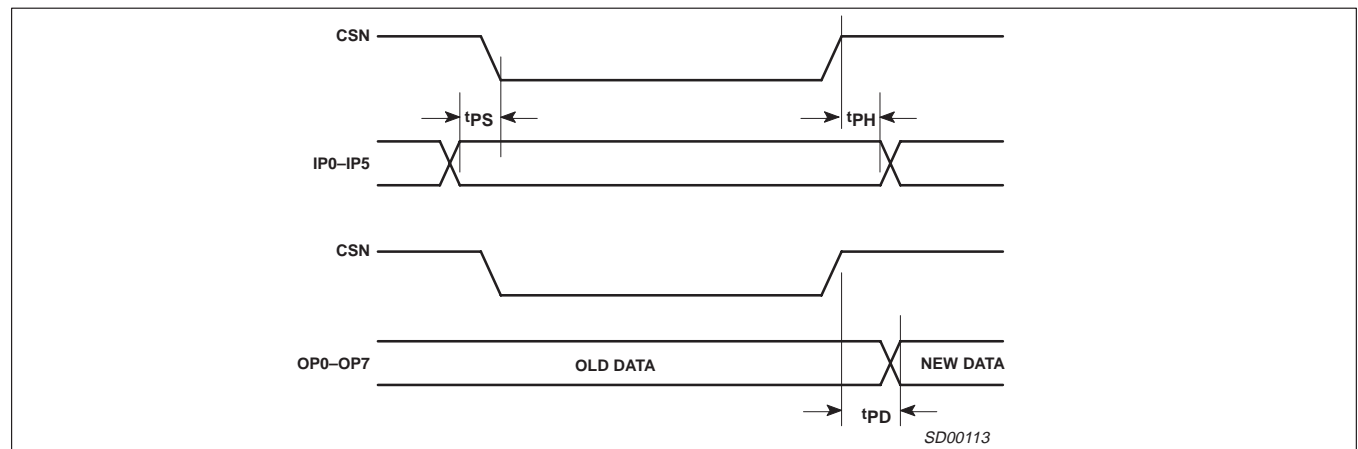 CSN
tPS
tPH
IP0–IP5
CSN
OP0–OP7
OLD DATA
NEW DATA
tPD
SD00113